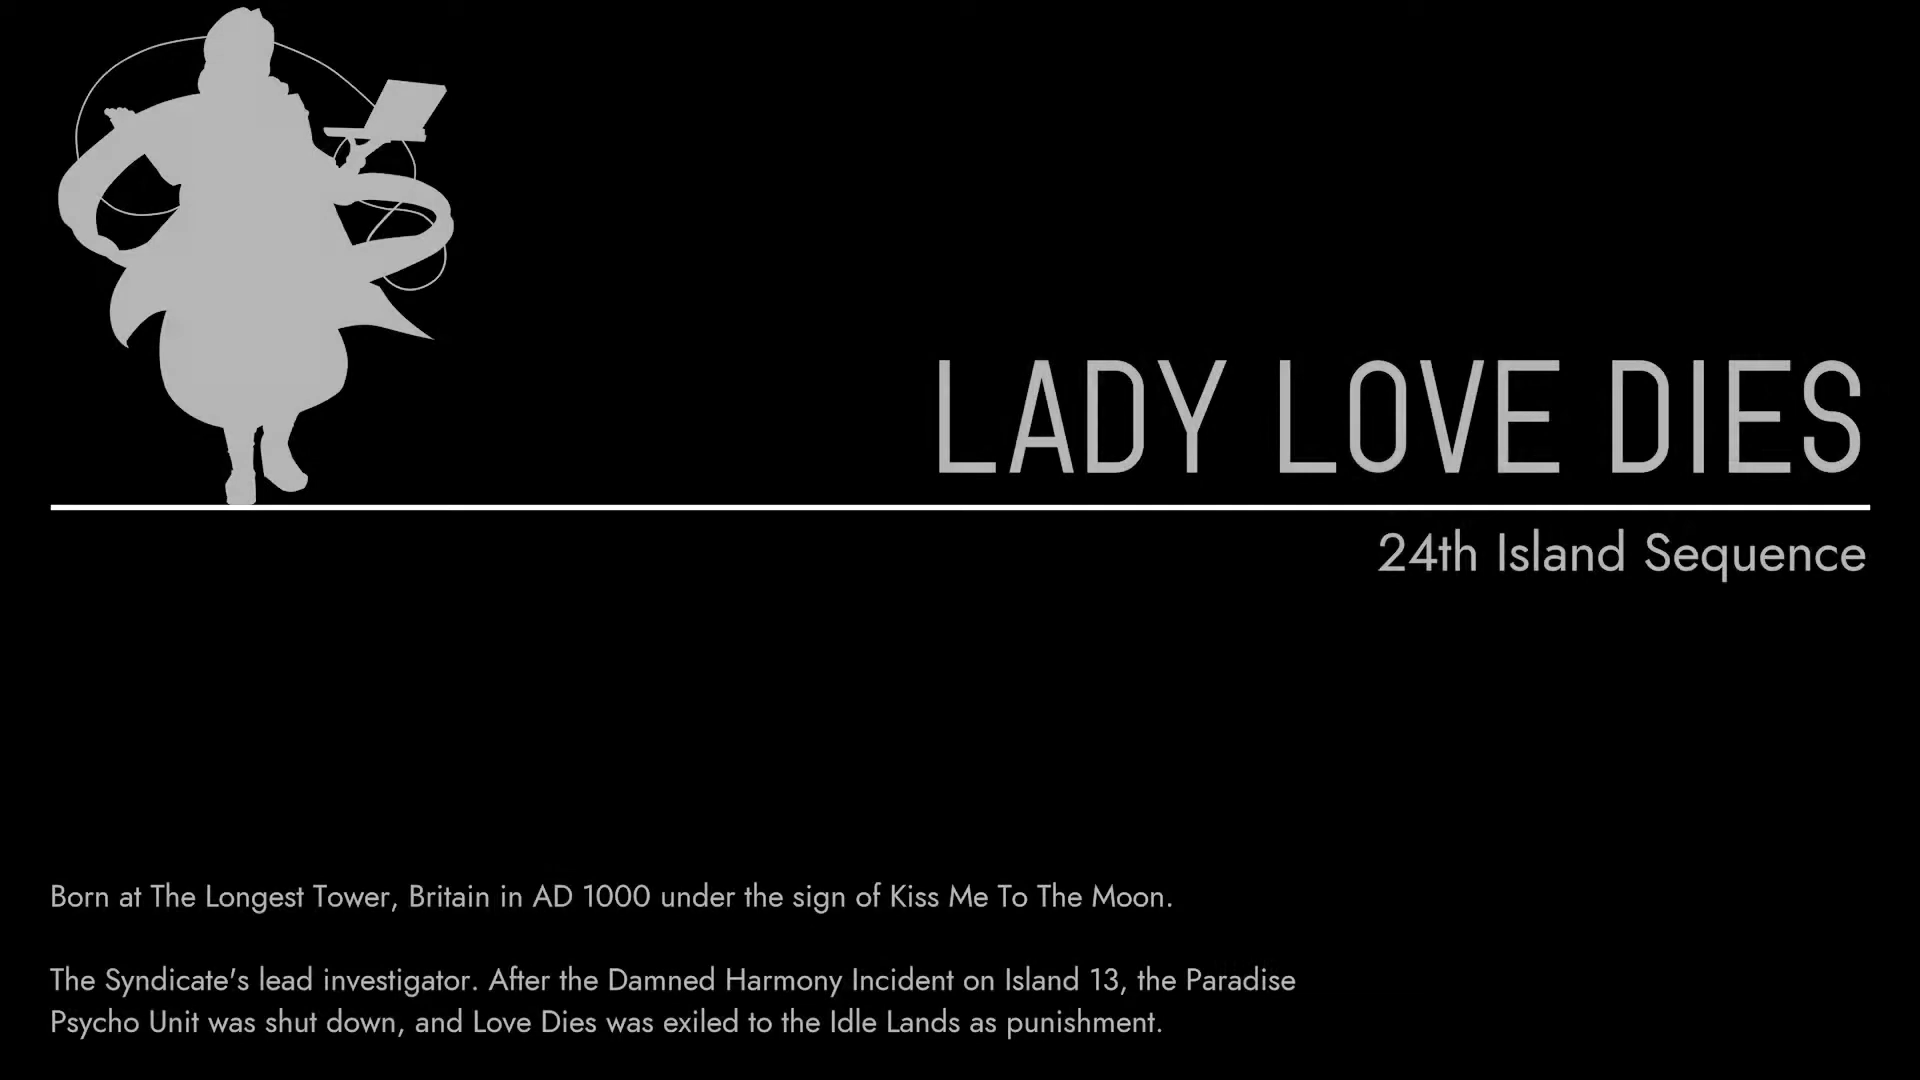 LADY LOVE DIES
24th Island Sequence
Born at The Longest Tower, Britain in AD 1000 under the sign of Kiss Me To The Moon.
The Syndicate's lead investigator. After the Damned Harmony Incident on Island 13, the Paradise
Psycho Unit was shut down, and Love Dies was exiled to the Idle Lands as punishment.